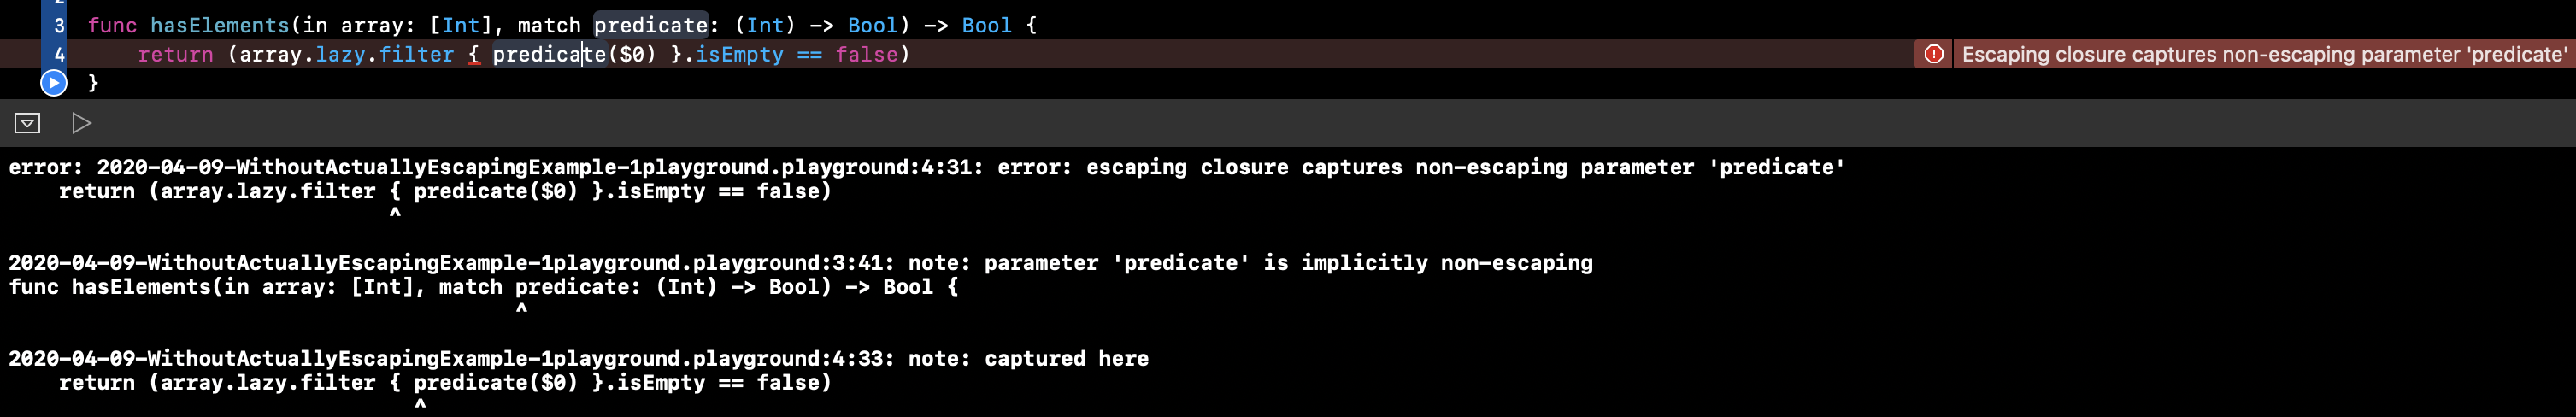 2
3 func hasElements(in array: [Int], match predicate: (Int) -> Bool) -> Bool {
4 return (array.lazy.filter { predicate($0) }.isEmpty == false)
Escaping closure captures non-escaping parameter 'predicate'
}
error: 2020-04-09-WithoutActuallyEscapingExample-1playground.playground:4:31: error: escaping closure captures non-escaping parameter 'predicate'
return (array.lazy.filter { predicate($0) }.isEmpty == false)
^
2020-04-09-WithoutActuallyEscapingExample-1playground.playground:3:41: note: parameter 'predicate' is implicitly non-escaping
func hasElements(in array: [Int], match predicate: (Int) -> Bool) -> Bool {
^
2020-04-09-WithoutActuallyEscapingExample-1playground.playground:4:33: note: captured here
return (array.lazy.filter { predicate($0) }.isEmpty == false)
^